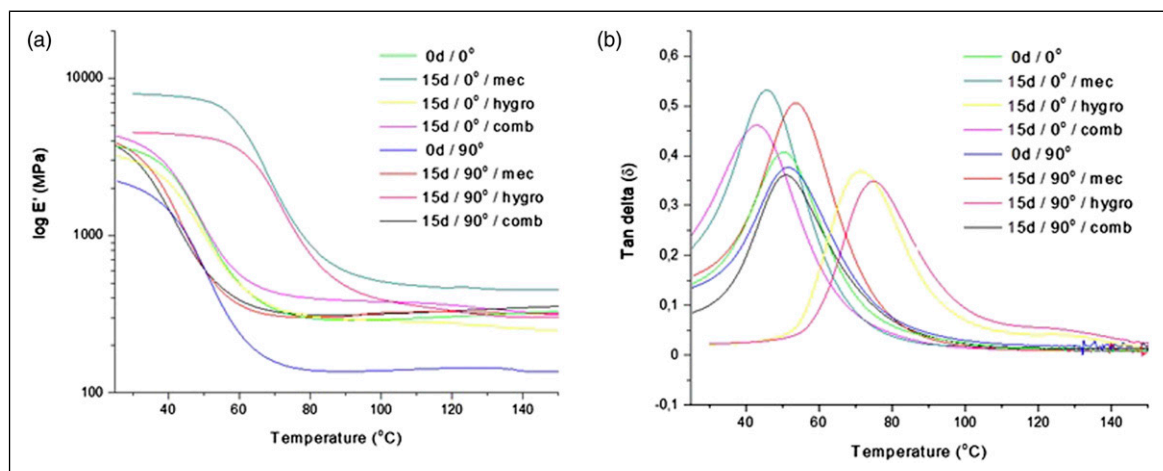 (a)
log E' (MPa)
10000
1000
100
40 60 80 100 120 140
Temperature (°C)
0d / 0°
15d / 0° / mec
15d / 0° / hygro
15d / 0° / comb
0d / 90°
15d / 90° / mec
15d / 90° / hygro
15d / 90° / comb
(b)
Tan delta (δ)
0,6
0,5
0,4
0,3
0,2
0,1
0
-0,1
40 60 80 100 120 140
Temperature (°C)
0d / 0°
15d / 0° / mec
15d / 0° / hygro
15d / 0° / comb
0d / 90°
15d / 90° / mec
15d / 90° / hygro
15d / 90° / comb